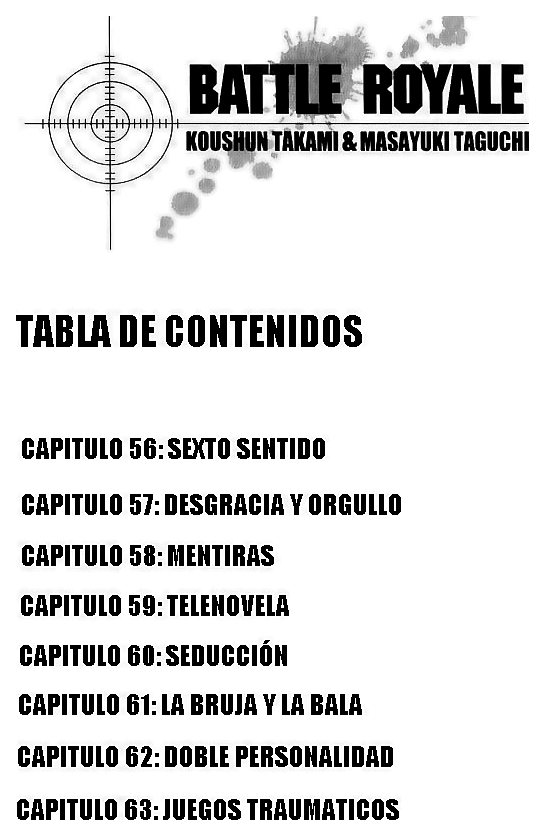 BATTLE ROYALE
KOUSHUN TAKAMI & MASAYUKI TAGUCHI
TABLA DE CONTENIDOS
CAPITULO 56: SEXTO SENTIDO
CAPITULO 57: DESGRACIA Y ORGULLO
CAPITULO 58: MENTIRAS
CAPITULO 59: TELENOVELA
CAPITULO 60: SEDUCCIÓN
CAPITULO 61: LA BRUJA Y LA BALA
CAPITULO 62: DOBLE PERSONALIDAD
CAPITULO 63: JUEGOS TRAUMATICOS